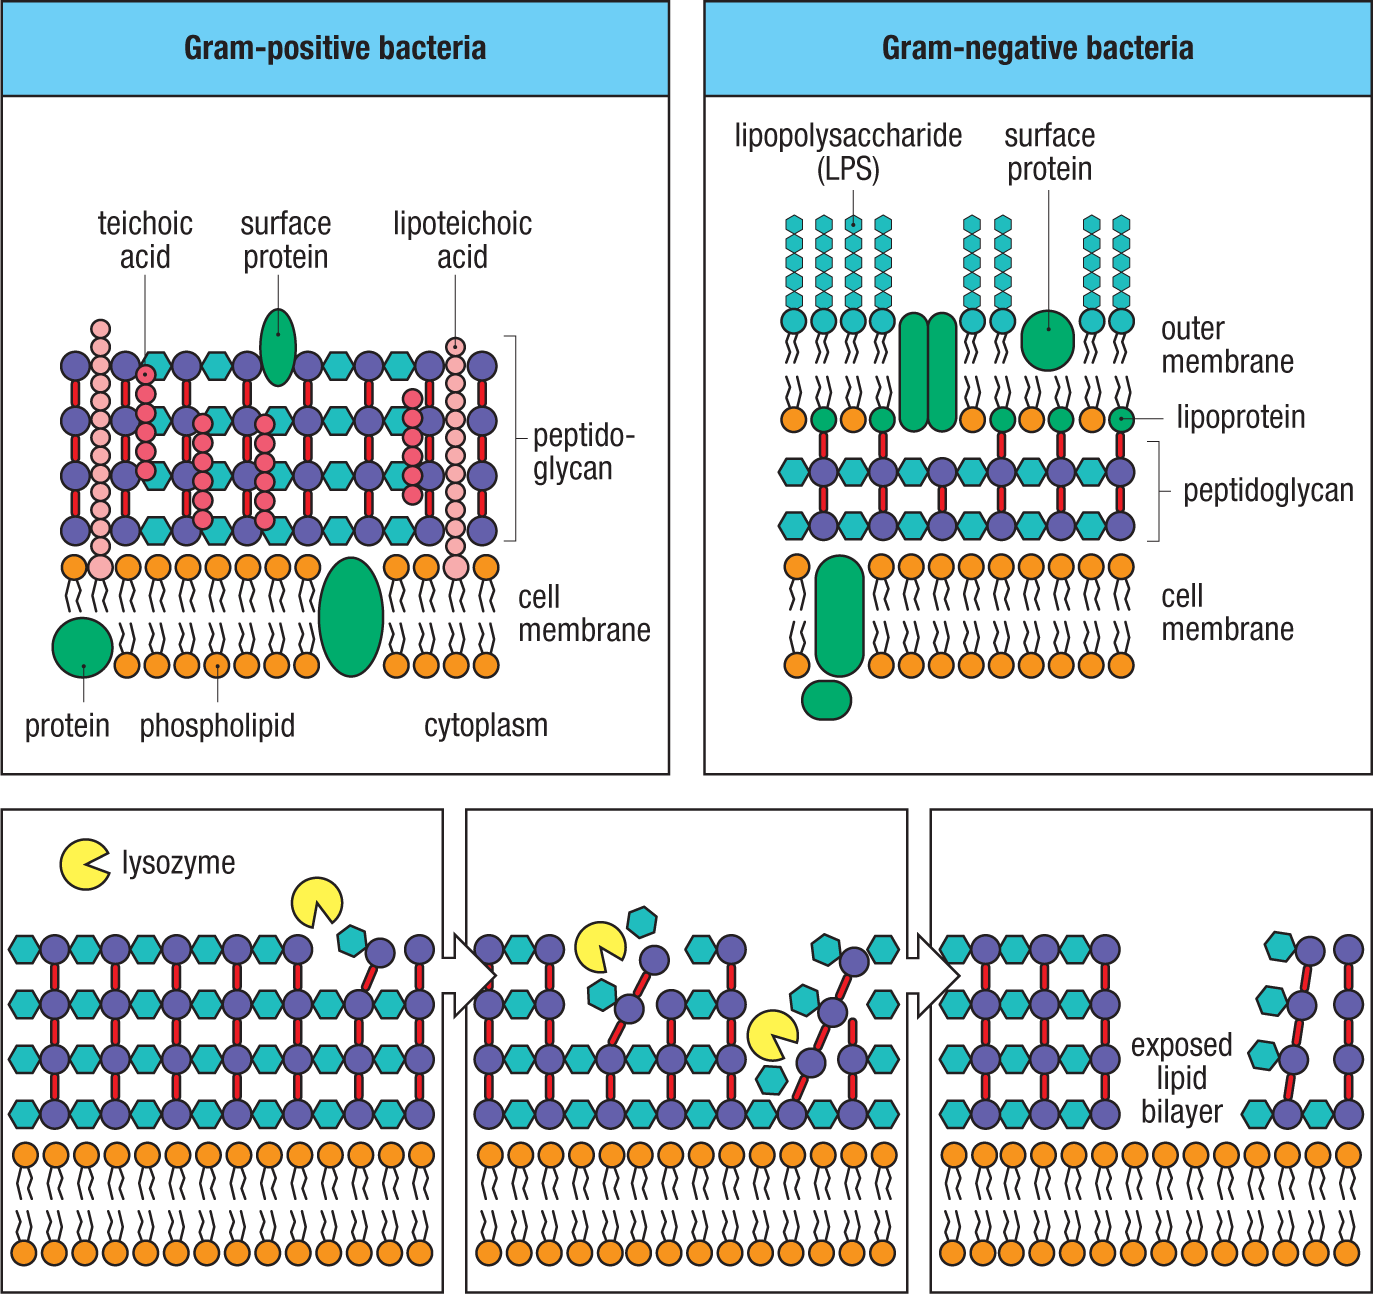 Gram-positive bacteria
teichoic
acid
surface
protein
lipoteichoic
acid
peptido-
glycan
cell
membrane
protein
phospholipid
cytoplasm
Gram-negative bacteria
lipopolysaccharide
(LPS)
surface
protein
outer
membrane
lipoprotein
peptidoglycan
cell
membrane
lysozyme
exposed
lipid
bilayer